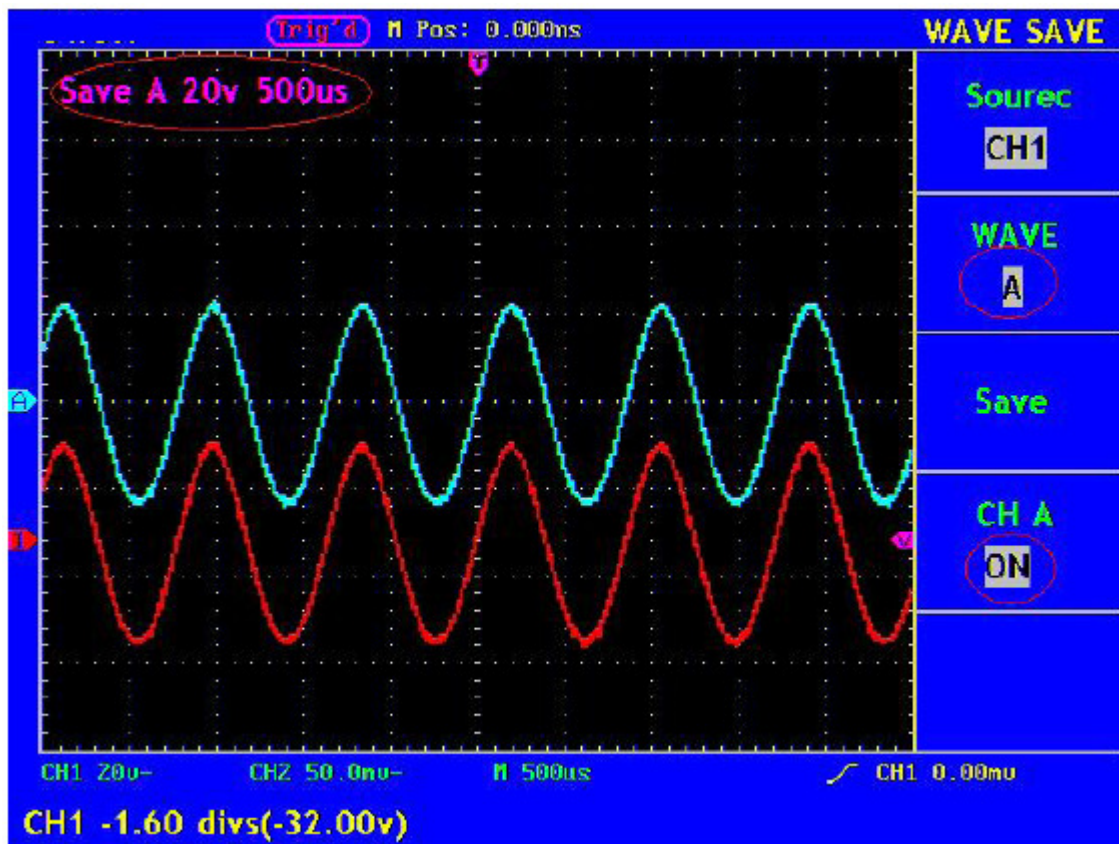 Trig'd M Pos: 0.000ns
WAVE SAVE
Save A 20v 500us
T
Sourec
CH1
WAVE
A
Save
CH A
ON
A
1
V
CH1 20v~
CH2 50.0mv~
M 500us
CH1 0.00mv
CH1 -1.60 divs(-32.00v)